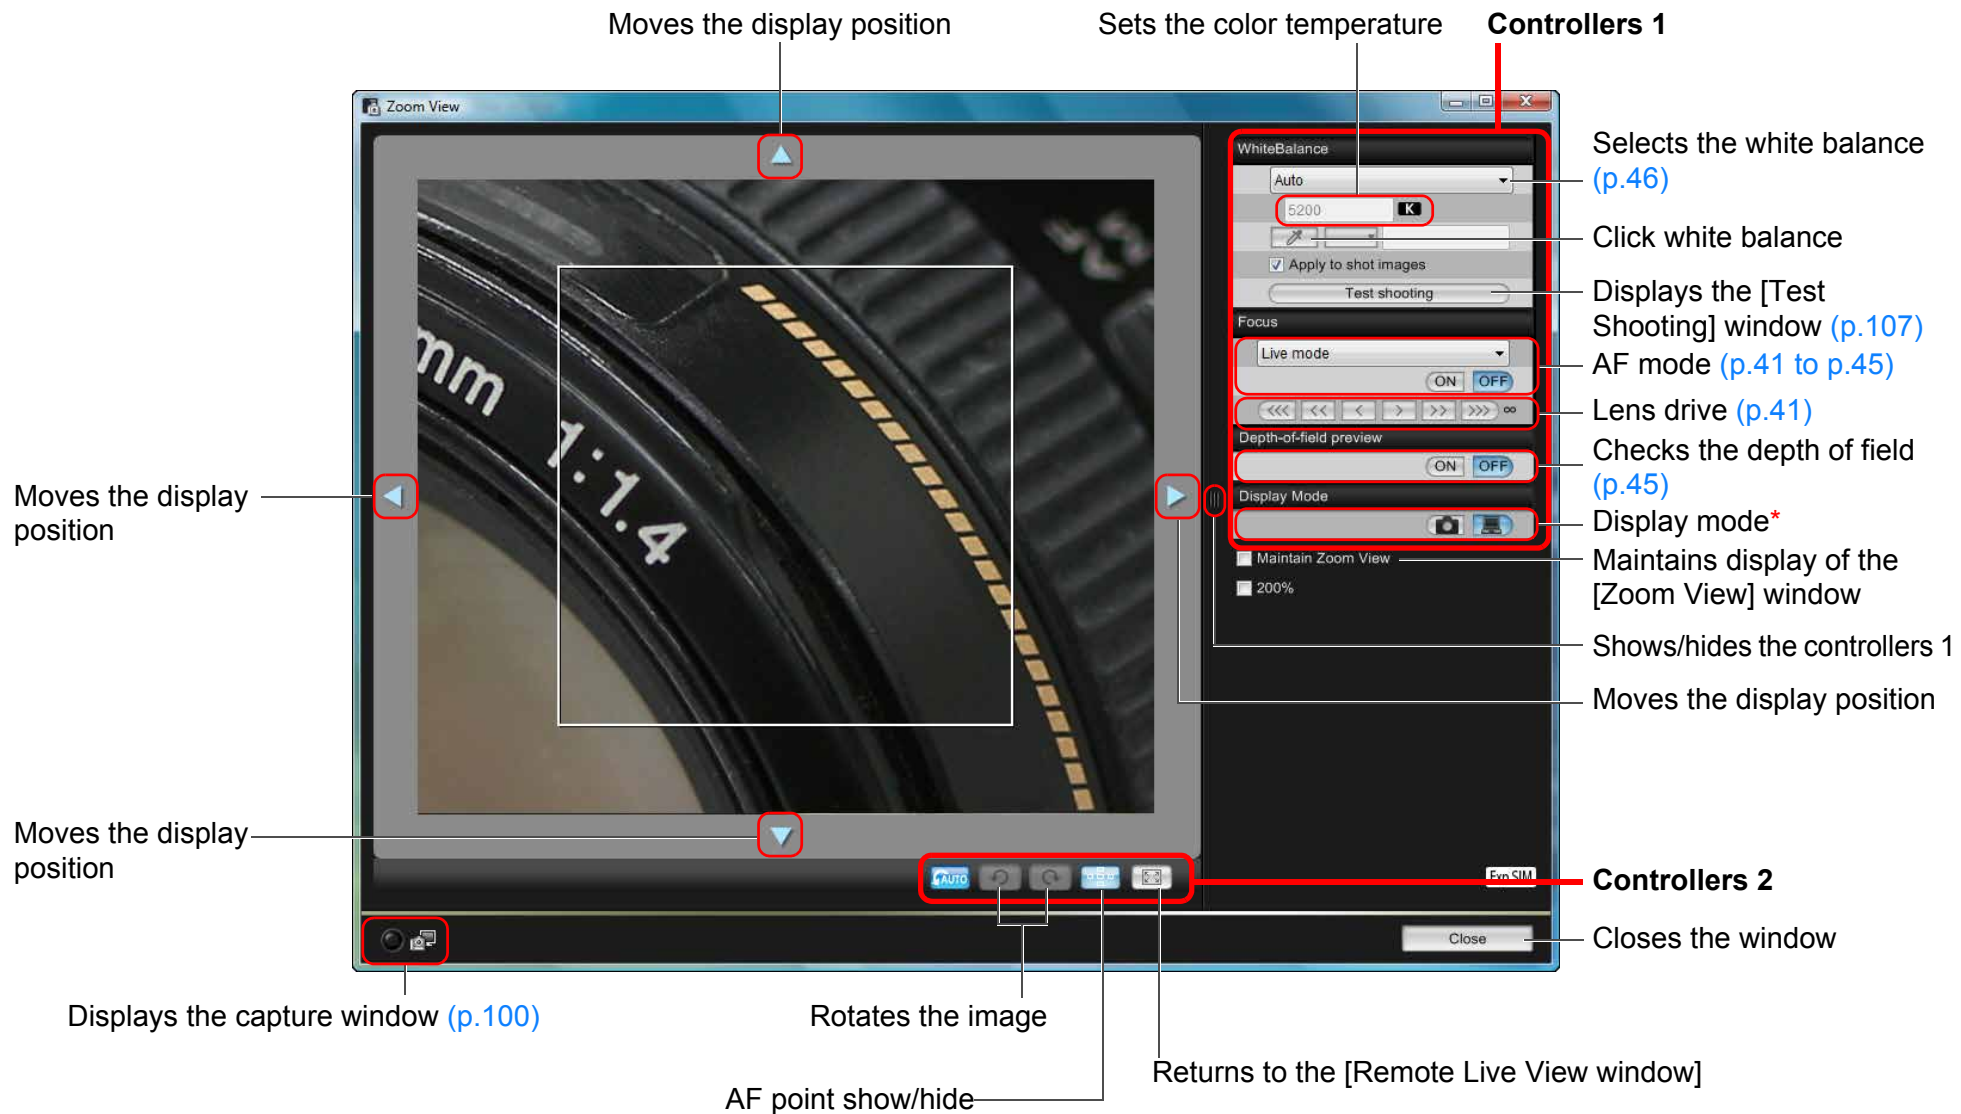 Moves the display position
Sets the color temperature
Controllers 1
Zoom View
WhiteBalance
Auto
5200
K
Apply to shot images
Test shooting
Focus
Live mode
ON OFF
<<< << < > >> >>> ∞
Depth-of-field preview
ON OFF
Display Mode
Maintain Zoom View
200%
Selects the white balance
(p.46)
Click white balance
Displays the [Test
Shooting] window (p.107)
AF mode (p.41 to p.45)
Lens drive (p.41)
Checks the depth of field
(p.45)
Display mode*
Maintains display of the
[Zoom View] window
Shows/hides the controllers 1
Moves the display position
Moves the display
position
mm 1:1.4
Moves the display
position
AUTO
Exp.SIM
Controllers 2
Close
Closes the window
Displays the capture window (p.100)
Rotates the image
Returns to the [Remote Live View window]
AF point show/hide